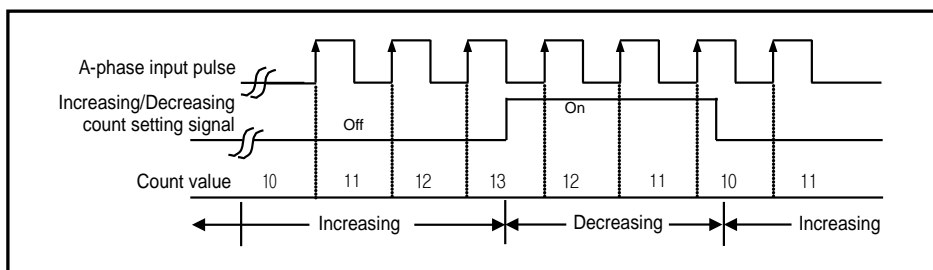 A-phase input pulse
Increasing/Decreasing
count setting signal
Off
On
Count value 10 11 12 13 12 11 10 11
Increasing Decreasing Increasing